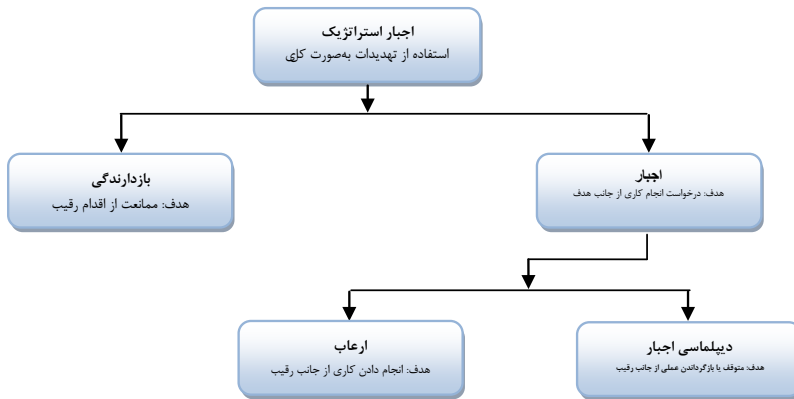 اجبار استراتژیک
استفاده از تهدیدات به‌صورت کلی
اجبار
هدف: درخواست انجام کاری از جانب هدف
بازدارندگی
هدف: ممانعت از اقدام رقیب
دیپلماسی اجبار
هدف: متوقف یا بازگرداندن عملی از جانب رقیب
ارعاب
هدف: انجام دادن کاری از جانب رقیب